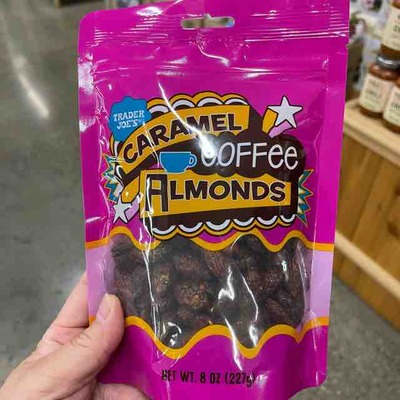 TRADER
JOE'S
CARAMEL
COFFEE
ALMONDS
NET WT. 8 OZ (227g)